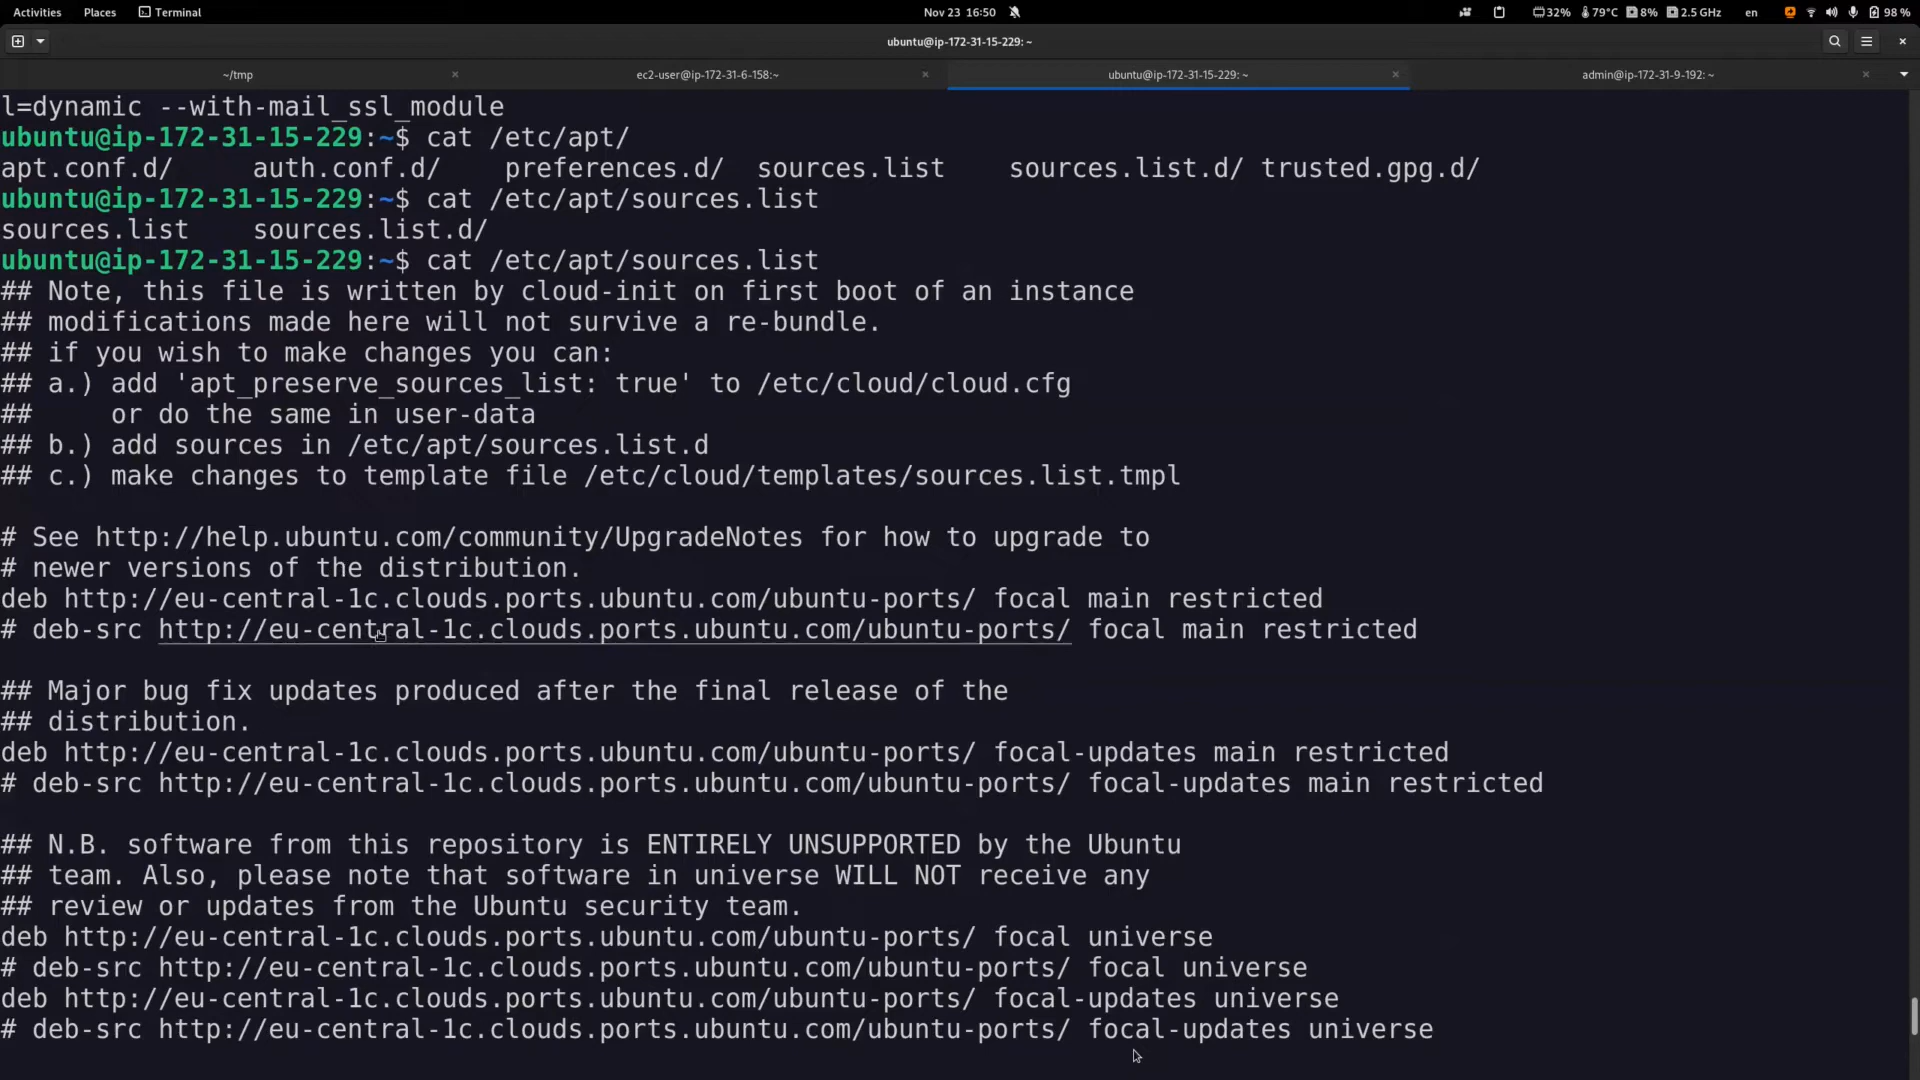 Activities Places Terminal Nov 23 16:50 32% 79°C 8% 2.5 GHz en 98 %
ubuntu@ip-172-31-15-229: ~
~/tmp ec2-user@ip-172-31-6-158:~ ubuntu@ip-172-31-15-229: ~ admin@ip-172-31-9-192: ~
l=dynamic --with-mail_ssl_module
ubuntu@ip-172-31-15-229:~$ cat /etc/apt/
apt.conf.d/ auth.conf.d/ preferences.d/ sources.list sources.list.d/ trusted.gpg.d/
ubuntu@ip-172-31-15-229:~$ cat /etc/apt/sources.list
sources.list sources.list.d/
ubuntu@ip-172-31-15-229:~$ cat /etc/apt/sources.list
## Note, this file is written by cloud-init on first boot of an instance
## modifications made here will not survive a re-bundle.
## if you wish to make changes you can:
## a.) add 'apt_preserve_sources_list: true' to /etc/cloud/cloud.cfg
## or do the same in user-data
## b.) add sources in /etc/apt/sources.list.d
## c.) make changes to template file /etc/cloud/templates/sources.list.tmpl
# See http://help.ubuntu.com/community/UpgradeNotes for how to upgrade to
# newer versions of the distribution.
deb http://eu-central-1c.clouds.ports.ubuntu.com/ubuntu-ports/ focal main restricted
# deb-src http://eu-central-1c.clouds.ports.ubuntu.com/ubuntu-ports/ focal main restricted
## Major bug fix updates produced after the final release of the
## distribution.
deb http://eu-central-1c.clouds.ports.ubuntu.com/ubuntu-ports/ focal-updates main restricted
# deb-src http://eu-central-1c.clouds.ports.ubuntu.com/ubuntu-ports/ focal-updates main restricted
## N.B. software from this repository is ENTIRELY UNSUPPORTED by the Ubuntu
## team. Also, please note that software in universe WILL NOT receive any
## review or updates from the Ubuntu security team.
deb http://eu-central-1c.clouds.ports.ubuntu.com/ubuntu-ports/ focal universe
# deb-src http://eu-central-1c.clouds.ports.ubuntu.com/ubuntu-ports/ focal universe
deb http://eu-central-1c.clouds.ports.ubuntu.com/ubuntu-ports/ focal-updates universe
# deb-src http://eu-central-1c.clouds.ports.ubuntu.com/ubuntu-ports/ focal-updates universe